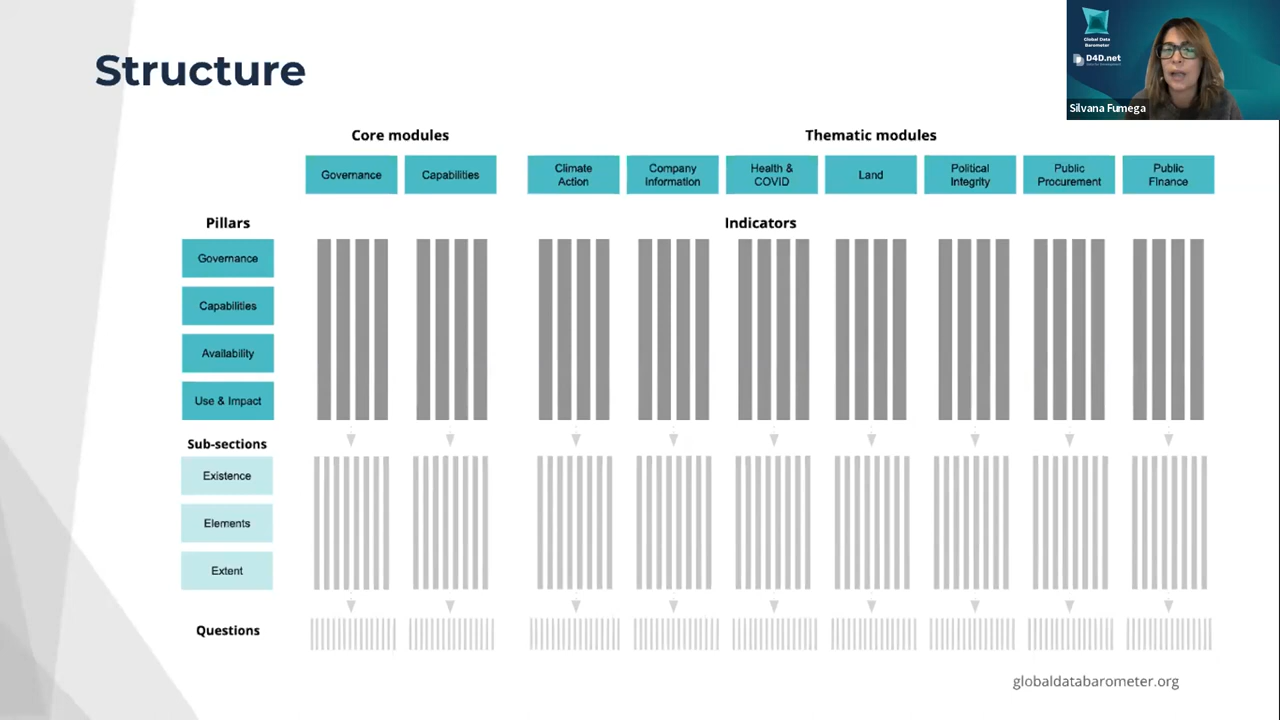 Structure
Global Data
Barometer
D4D.net
Silvana Fumega
Core modules
Thematic modules
Governance
Capabilities
Climate
Action
Company
Information
Health &
COVID
Land
Political
Integrity
Public
Procurement
Public
Finance
Pillars
Indicators
Governance
Capabilities
Availability
Use & Impact
Sub-sections
Existence
Elements
Extent
Questions
globaldatabarometer.org